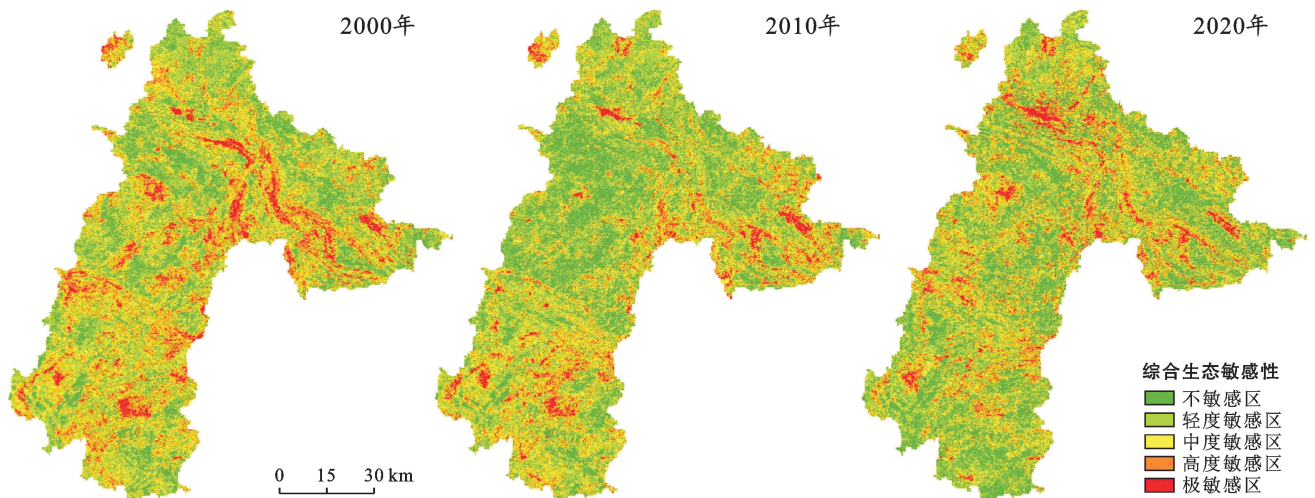 2000年
2010年
2020年
综合生态敏感性
不敏感区
轻度敏感区
中度敏感区
高度敏感区
极敏感区
0 15 30 km